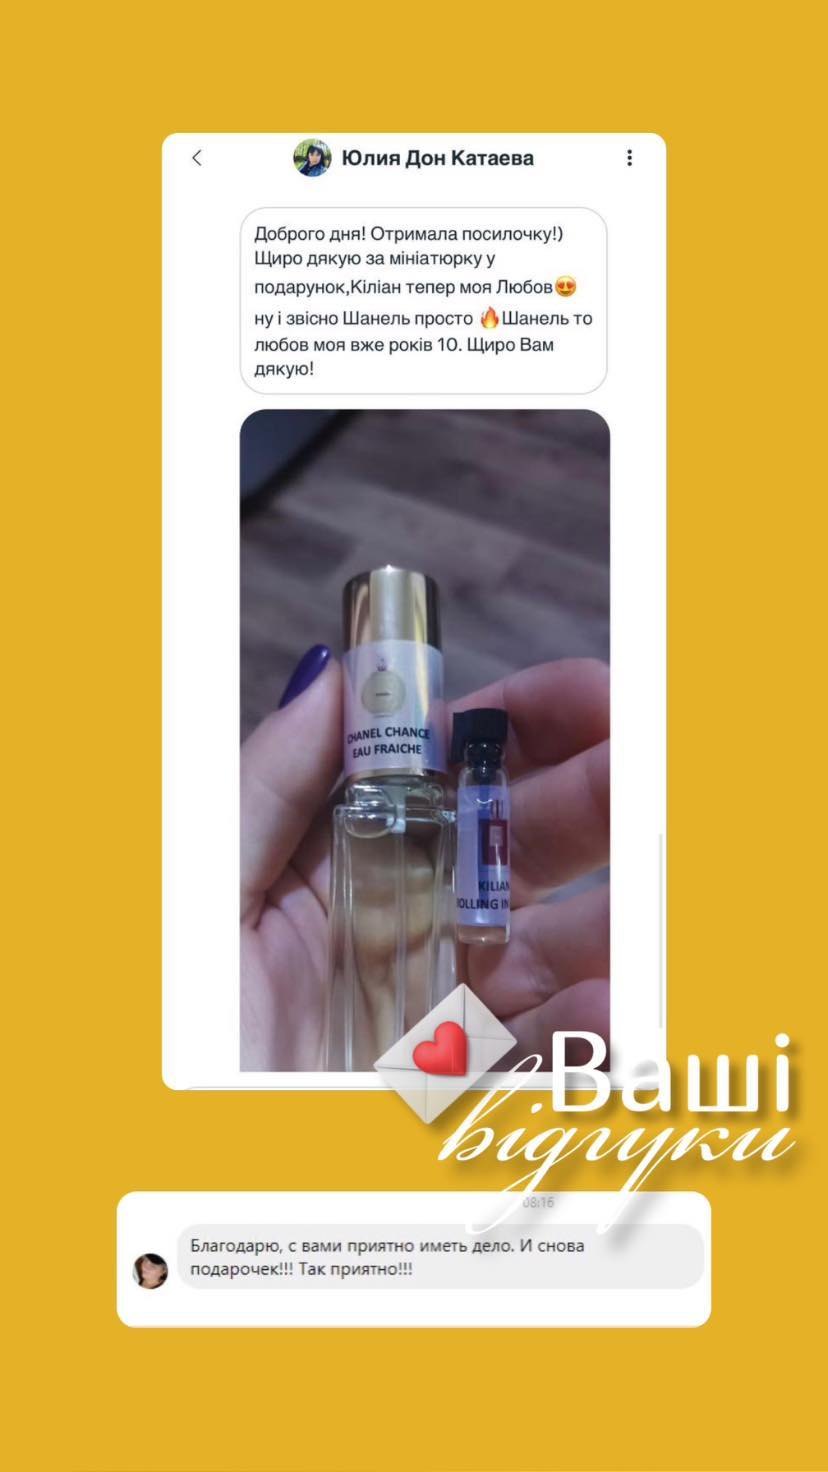 Юлия Дон Катаева
Доброго дня! Отримала посилочку!)
Щиро дякую за мініатюрку у
подарунок,Кіліан тепер моя Любов😍
ну і звісно Шанель просто 🔥Шанель то
любов моя вже років 10. Щиро Вам
дякую!
CHANEL CHANCE
EAU FRAICHE
KILIAN
ROLLING IN
Ваші
відгуки
08:16
Благодарю, с вами приятно иметь дело. И снова
подарочек!!! Так приятно!!!